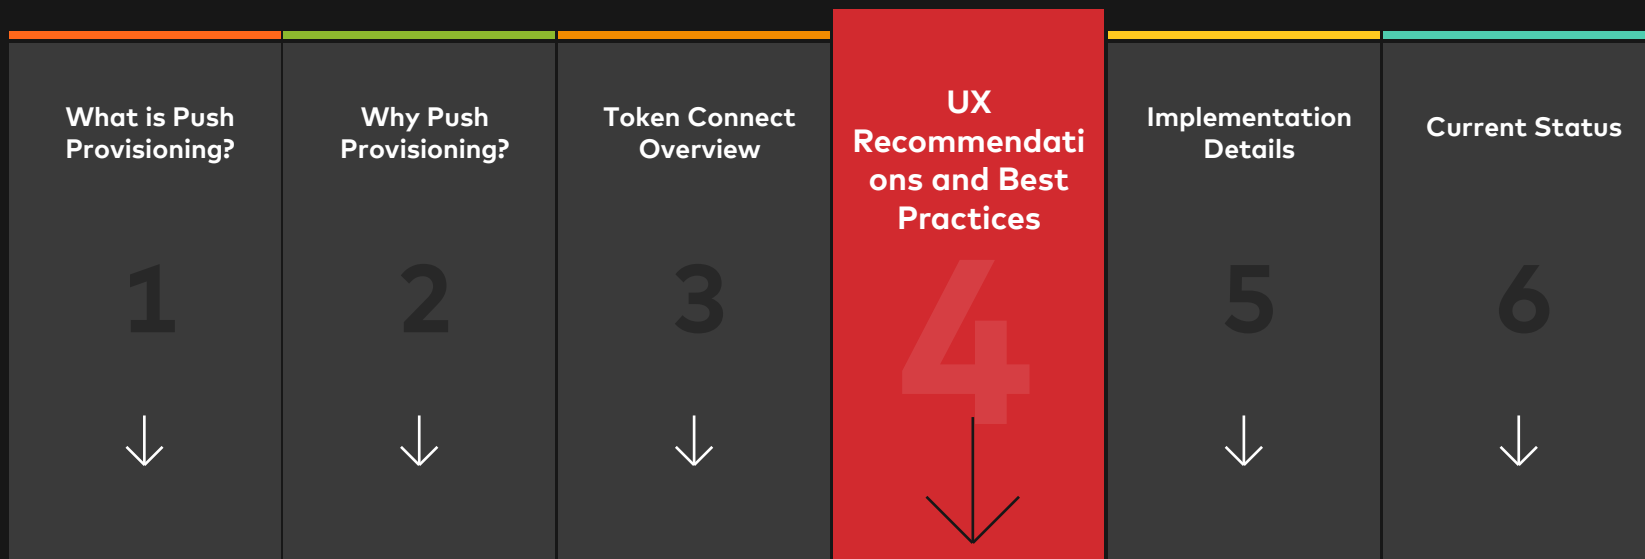 What is Push
Provisioning?
1
Why Push
Provisioning?
2
Token Connect
Overview
3
UX
Recommendati
ons and Best
Practices
4
Implementation
Details
5
Current Status
6